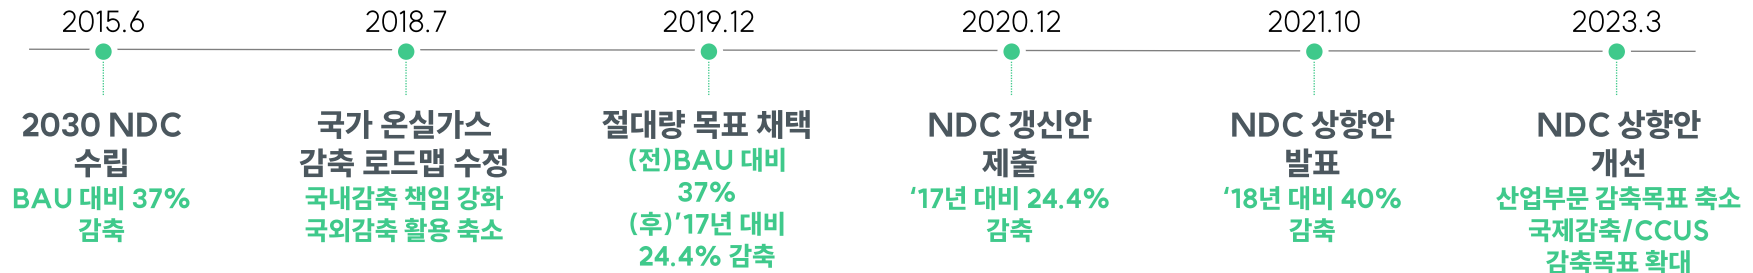 2015.6
2030 NDC
수립
BAU 대비 37%
감축
2018.7
국가 온실가스
감축 로드맵 수정
국내감축 책임 강화
국외감축 활용 축소
2019.12
절대량 목표 채택
(전)BAU 대비
37%
(후)’17년 대비
24.4% 감축
2020.12
NDC 갱신안
제출
‘17년 대비 24.4%
감축
2021.10
NDC 상향안
발표
‘18년 대비 40%
감축
2023.3
NDC 상향안
개선
산업부문 감축목표 축소
국제감축/CCUS
감축목표 확대